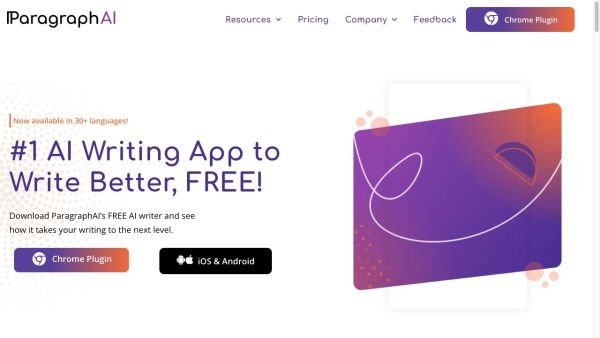 ParagraphAI
Resources
Pricing
Company
Feedback
Chrome Plugin
Now available in 30+ languages!
#1 AI Writing App to
Write Better, FREE!
Download ParagraphAI's FREE AI writer and see
how it takes your writing to the next level.
Chrome Plugin
iOS & Android